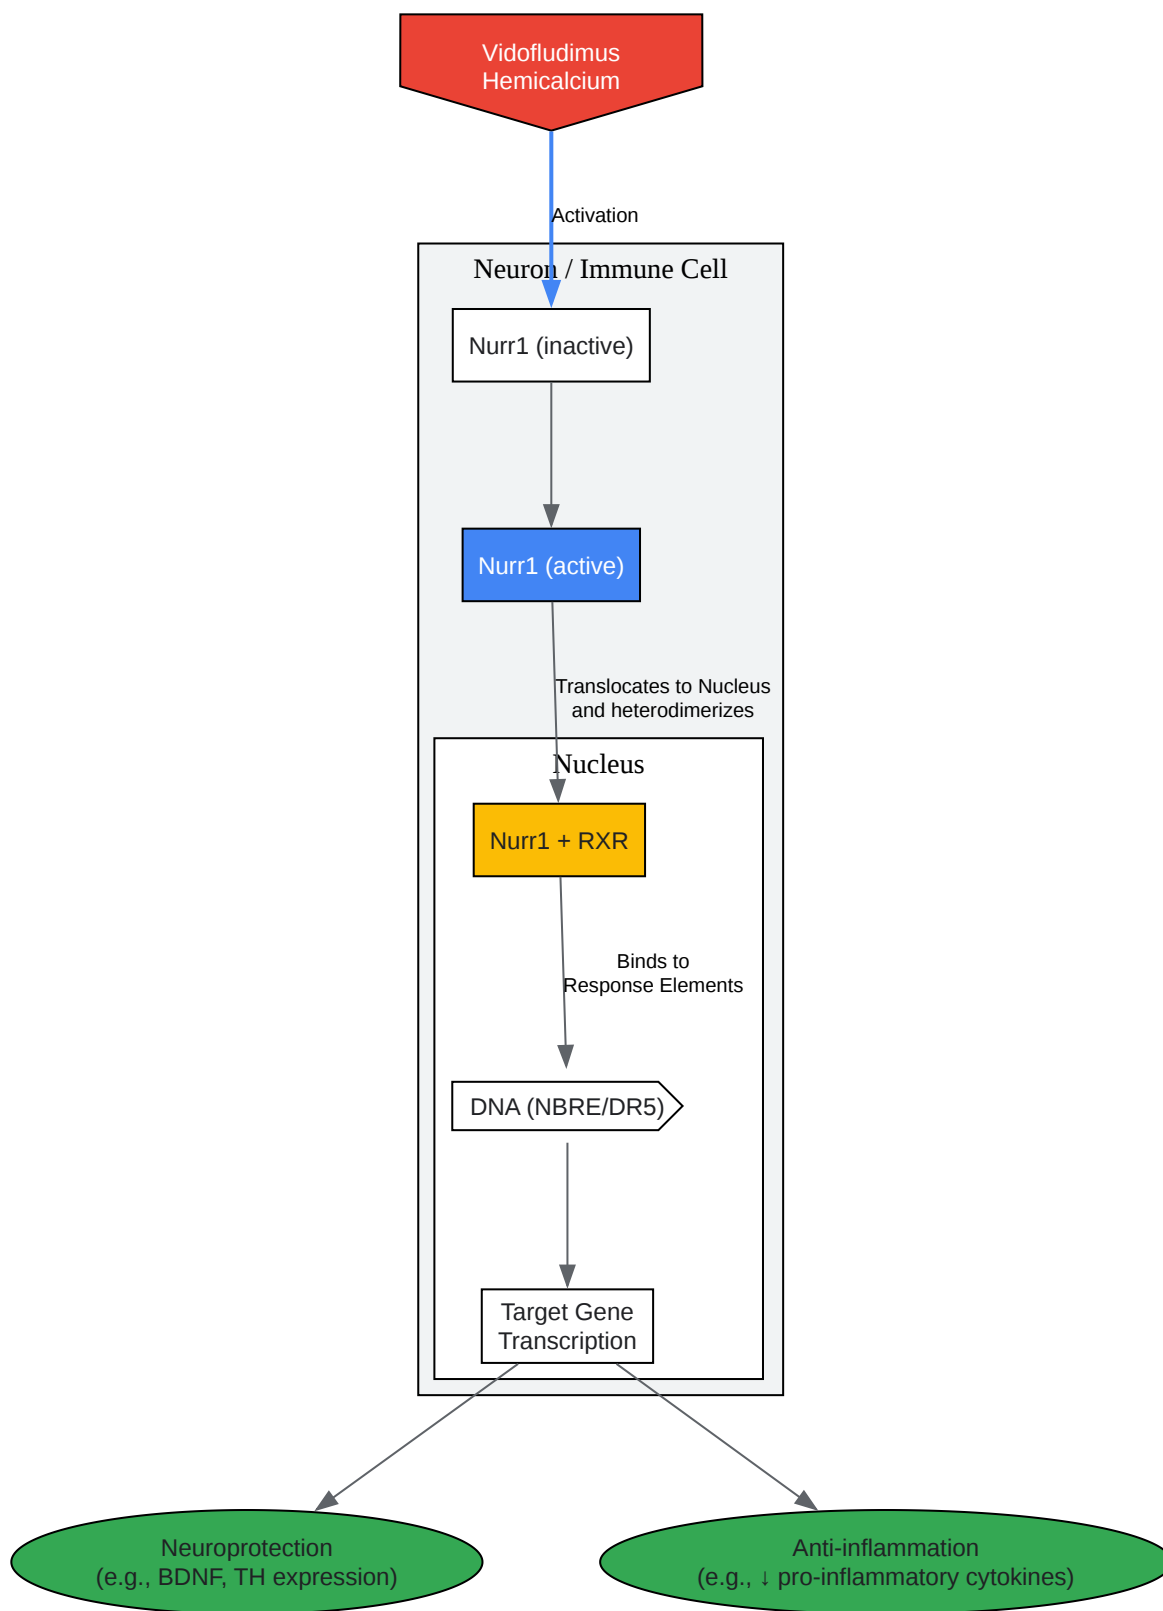 Vidofludimus
Hemicalcium
Activation
Neuron / Immune Cell
Nurr1 (inactive)
Nurr1 (active)
Translocates to Nucleus
and heterodimerizes
Nucleus
Nurr1 + RXR
Binds to
Response Elements
DNA (NBRE/DR5)
Target Gene
Transcription
Neuroprotection
(e.g., BDNF, TH expression)
Anti-inflammation
(e.g., ↓ pro-inflammatory cytokines)